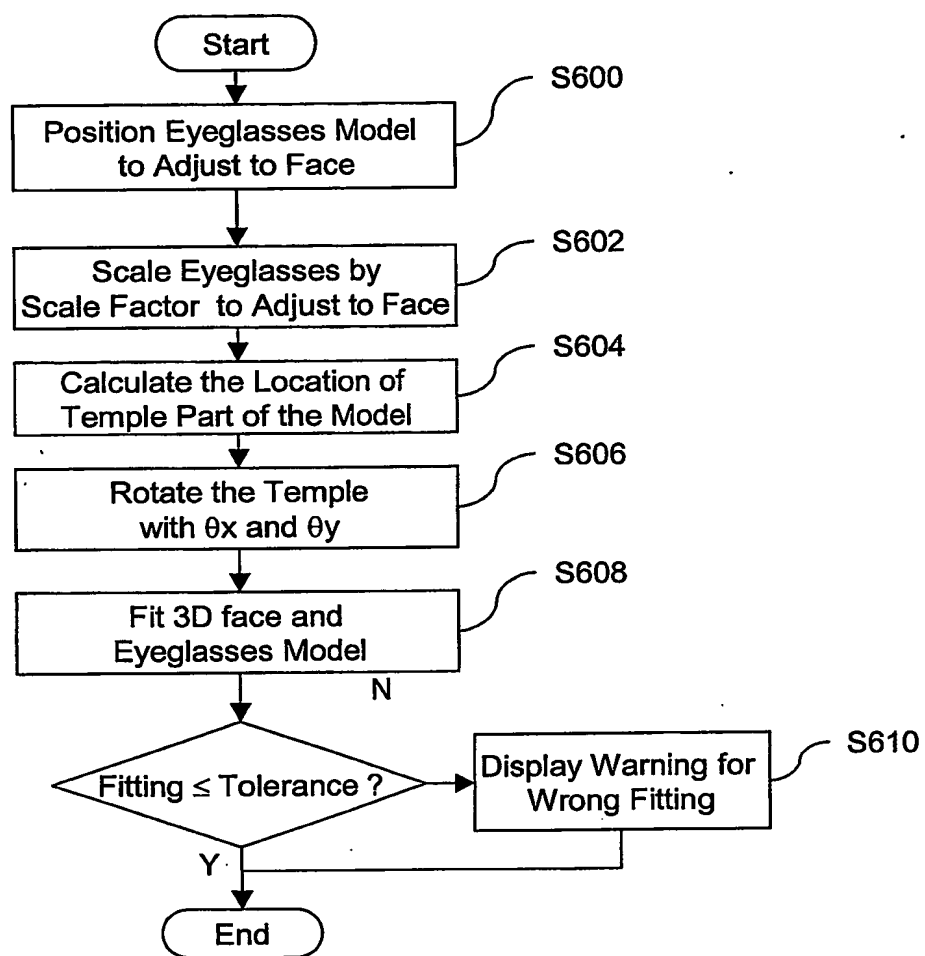 Start
S600
Position Eyeglasses Model
to Adjust to Face
S602
Scale Eyeglasses by
Scale Factor to Adjust to Face
S604
Calculate the Location of
Temple Part of the Model
S606
Rotate the Temple
with θx and θy
S608
Fit 3D face and
Eyeglasses Model
N
Fitting ≤ Tolerance ?
S610
Display Warning for
Wrong Fitting
Y
End